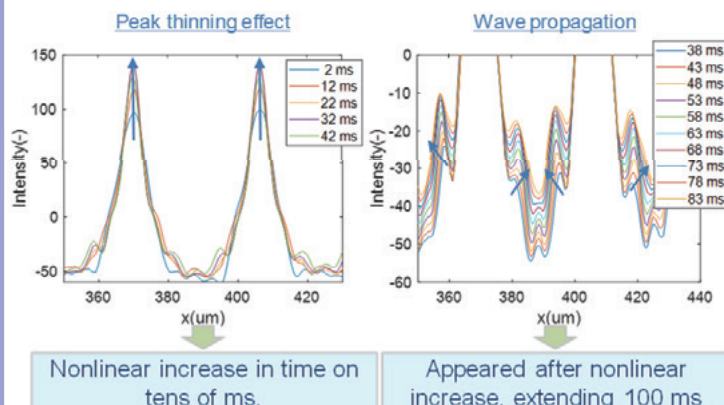 Peak thinning effect
150
100
50
0
-50
Intensity(-)
360
380
400
420
x(um)
2 ms
12 ms
22 ms
32 ms
42 ms
Nonlinear increase in time on
tens of ms.
Wave propagation
0
-10
-20
-30
-40
-50
-60
Intensity(-)
360
380
400
420
440
x(um)
38 ms
43 ms
48 ms
53 ms
58 ms
63 ms
68 ms
73 ms
78 ms
83 ms
Appeared after nonlinear
increase, extending 100 ms